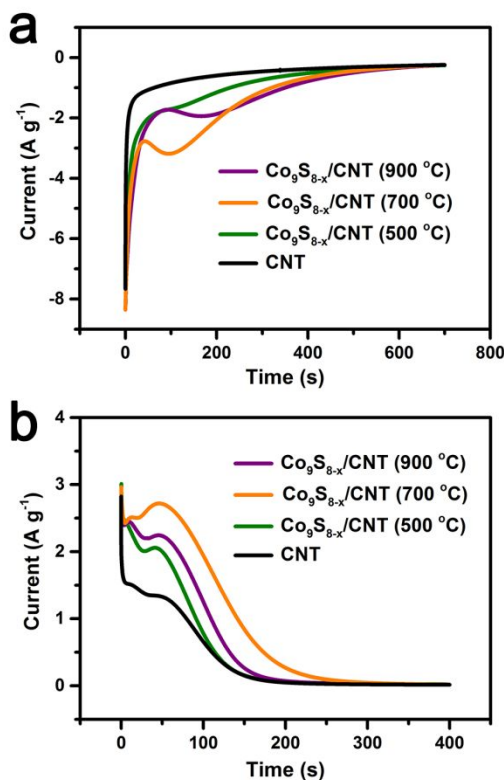 a
0
-2
-4
-6
-8
Current (A g⁻¹)
Co₉S₈₋ₓ/CNT (900 °C)
Co₉S₈₋ₓ/CNT (700 °C)
Co₉S₈₋ₓ/CNT (500 °C)
CNT
0 200 400 600 800
Time (s)
b
4
3
2
1
0
Current (A g⁻¹)
Co₉S₈₋ₓ/CNT (900 °C)
Co₉S₈₋ₓ/CNT (700 °C)
Co₉S₈₋ₓ/CNT (500 °C)
CNT
0 100 200 300 400
Time (s)